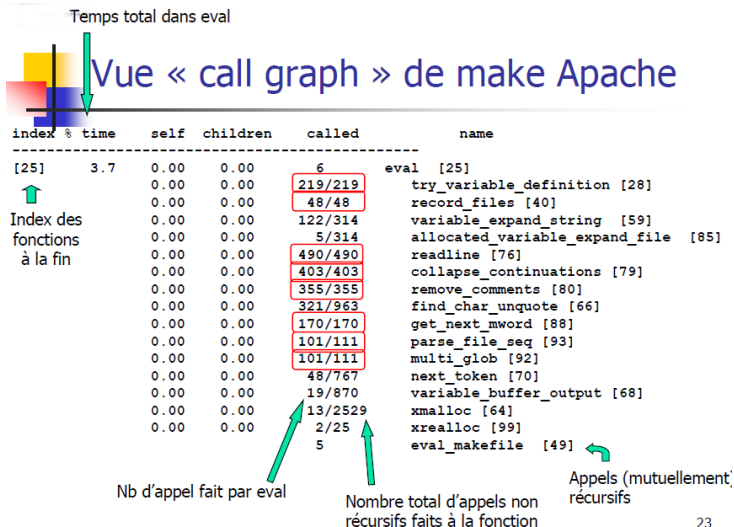 Temps total dans eval
Vue « call graph » de make Apache
index % time self children called name
----------------------------------------------------
[25] 3.7 0.00 0.00 6 eval [25]
0.00 0.00 219/219 try_variable_definition [28]
0.00 0.00 48/48 record_files [40]
0.00 0.00 122/314 variable_expand_string [59]
0.00 0.00 5/314 allocated_variable_expand_file [85]
0.00 0.00 490/490 readline [76]
0.00 0.00 403/403 collapse_continuations [79]
0.00 0.00 355/355 remove_comments [80]
0.00 0.00 321/963 find_char_unquote [66]
0.00 0.00 170/170 get_next_mword [88]
0.00 0.00 101/111 parse_file_seq [93]
0.00 0.00 101/111 multi_glob [92]
0.00 0.00 48/767 next_token [70]
0.00 0.00 19/870 variable_buffer_output [68]
0.00 0.00 13/2529 xmalloc [64]
0.00 0.00 2/25 xrealloc [99]
5 eval_makefile [49]
Index des
fonctions
à la fin
Nb d'appel fait par eval
Nombre total d'appels non
récursifs faits à la fonction
Appels (mutuellement)
récursifs
23